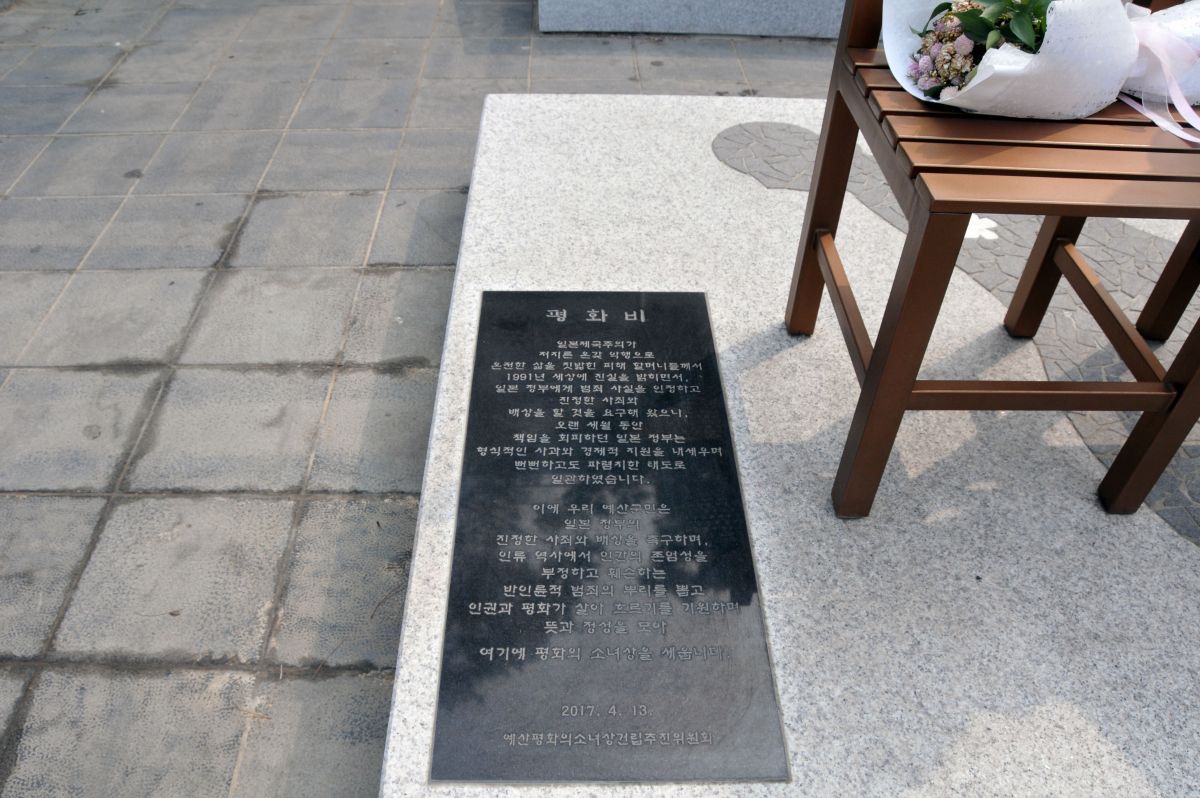 평화비
일본제국주의가
저지른 온갖 악행으로
온전한 삶을 짓밟힌 피해 할머니들께서
1991년 세상에 진실을 밝히면서,
일본 정부에게 범죄 사실을 인정하고
진정한 사죄와
배상을 할 것을 요구해 왔으니,
오랜 세월 동안
책임을 회피하던 일본 정부는
형식적인 사과와 경제적 지원을 내세우며
뻔뻔하고도 파렴치한 태도로
일관하였습니다.
이에 우리 예산군민은
일본 정부의
진정한 사죄와 배상을 촉구하며,
인류 역사에서 인간의 존엄성을
부정하고 훼손하는
반인륜적 범죄의 뿌리를 뽑고
인권과 평화가 살아 흐르기를 기원하며
뜻과 정성을 모아
여기에 평화의 소녀상을 세웁니다.
2017. 4. 13.
예산평화의소녀상건립추진위원회